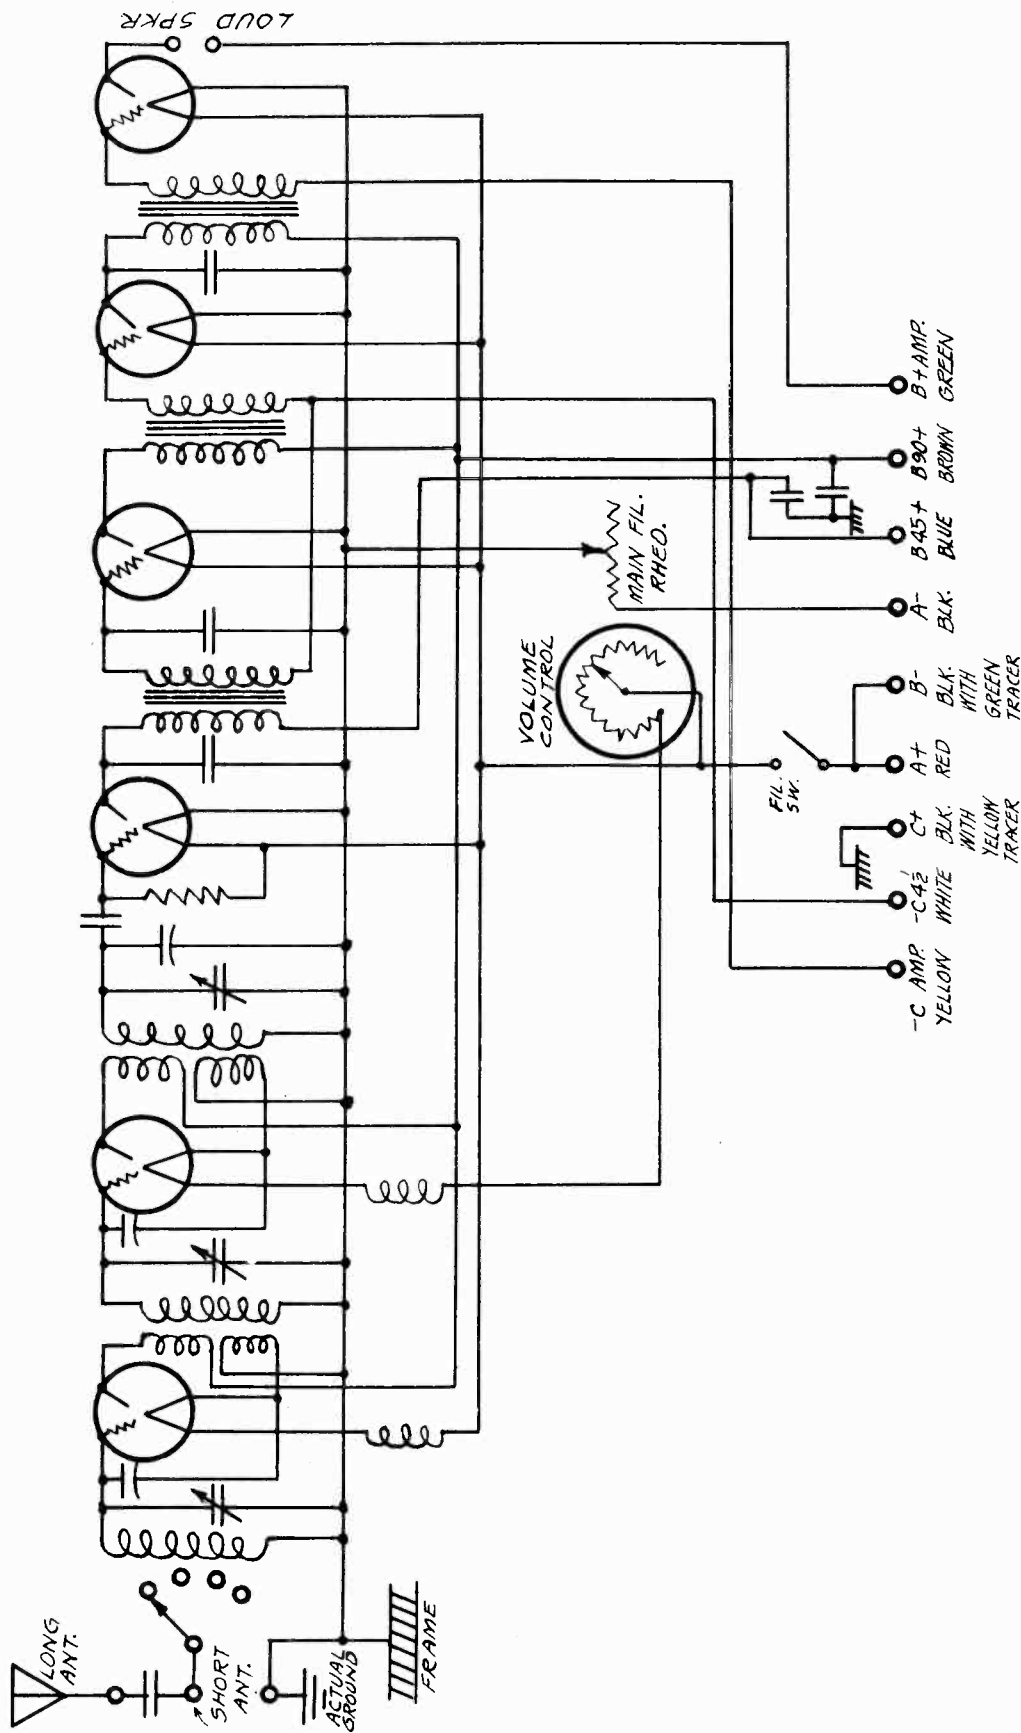 LOUD SPKR
LONG
ANT.
SHORT
ANT.
ACTUAL
GROUND
FRAME
VOLUME
CONTROL
MAIN FIL.
RHEO.
FIL.
SW.
-C AMP.
YELLOW
-C4½
WHITE
C+
BLK.
WITH
YELLOW
TRACER
A+
RED
B-
BLK.
WITH
GREEN
TRACER
A-
BLK.
B45+
BLUE
B90+
BROWN
B+AMP.
GREEN